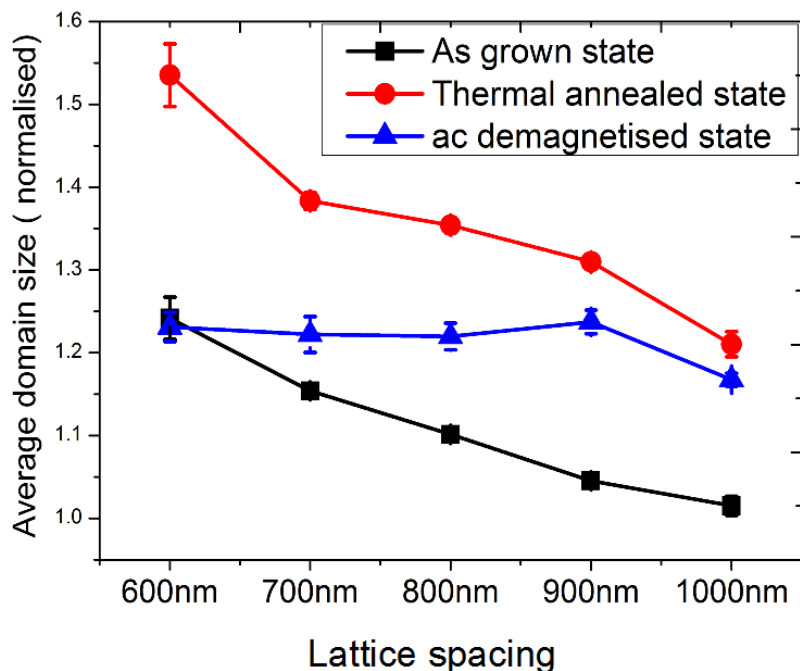 Average domain size ( normalised)
1.6
1.5
1.4
1.3
1.2
1.1
1.0
As grown state
Thermal annealed state
ac demagnetised state
600nm 700nm 800nm 900nm 1000nm
Lattice spacing